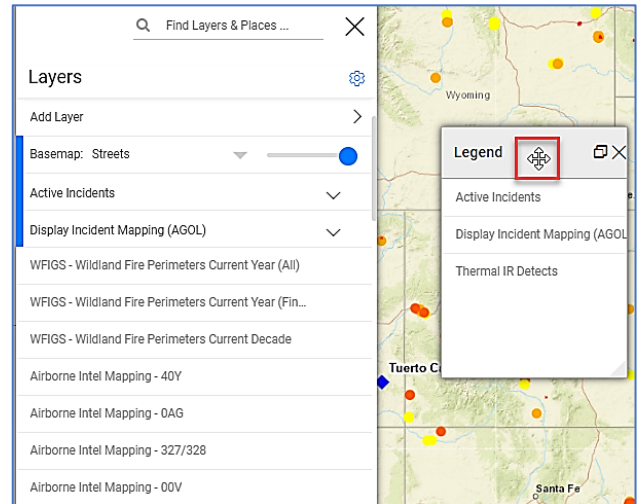 Find Layers & Places ...
Layers
Add Layer
Basemap: Streets
Active Incidents
Display Incident Mapping (AGOL)
WFIGS - Wildland Fire Perimeters Current Year (All)
WFIGS - Wildland Fire Perimeters Current Year (Fin...
WFIGS - Wildland Fire Perimeters Current Decade
Airborne Intel Mapping - 40Y
Airborne Intel Mapping - 0AG
Airborne Intel Mapping - 327/328
Airborne Intel Mapping - 00V
Wyoming
Legend
Active Incidents
Display Incident Mapping (AGOL
Thermal IR Detects
Tuerto C
Santa Fe